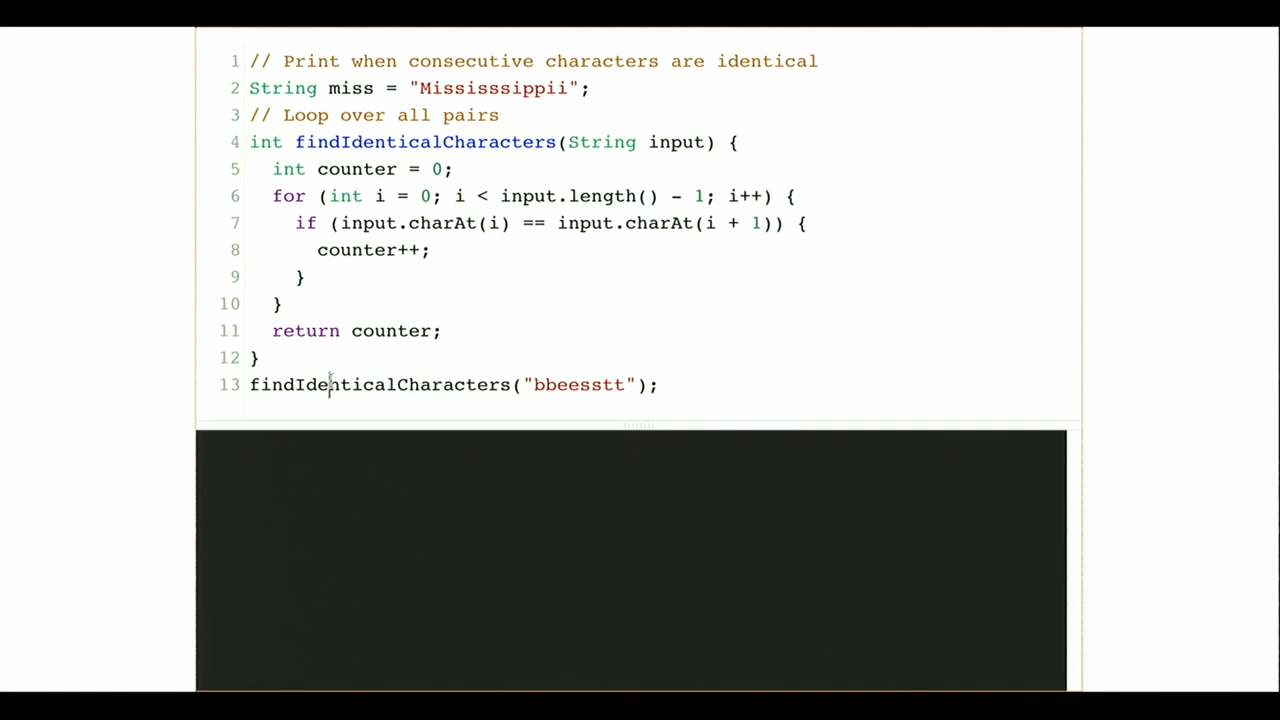 1 // Print when consecutive characters are identical
2 String miss = "Mississsippii";
3 // Loop over all pairs
4 int findIdenticalCharacters(String input) {
5   int counter = 0;
6   for (int i = 0; i < input.length() - 1; i++) {
7     if (input.charAt(i) == input.charAt(i + 1)) {
8       counter++;
9     }
10   }
11   return counter;
12 }
13 findIdenticalCharacters("bbeesstt");